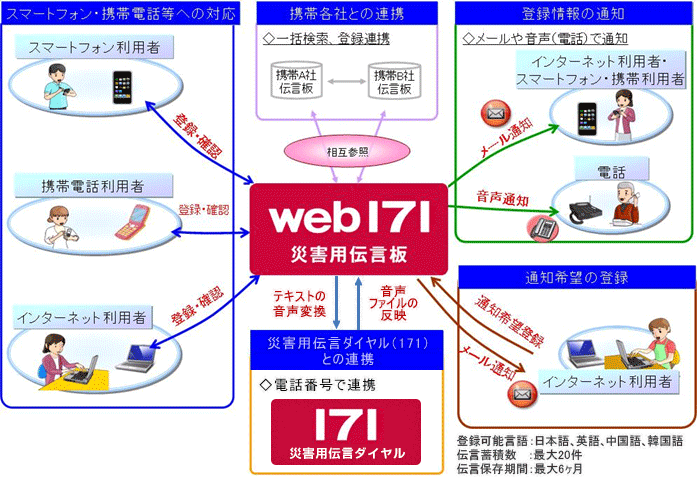 スマートフォン・携帯電話等への対応
スマートフォン利用者
登録・確認
携帯電話利用者
登録・確認
インターネット利用者
登録・確認
携帯各社との連携
◇一括検索、登録連携
携帯A社
伝言板
携帯B社
伝言板
相互参照
web171
災害用伝言板
テキストの
音声変換
音声
ファイルの
反映
災害用伝言ダイヤル(171)
との連携
◇電話番号で連携
171
災害用伝言ダイヤル
登録情報の通知
◇メールや音声(電話)で通知
インターネット利用者・
スマートフォン・携帯利用者
メール通知
電話
音声通知
通知希望の登録
通知希望登録
メール通知
インターネット利用者
登録可能言語:日本語、英語、中国語、韓国語
伝言蓄積数 :最大20件
伝言保存期間:最大6ヶ月